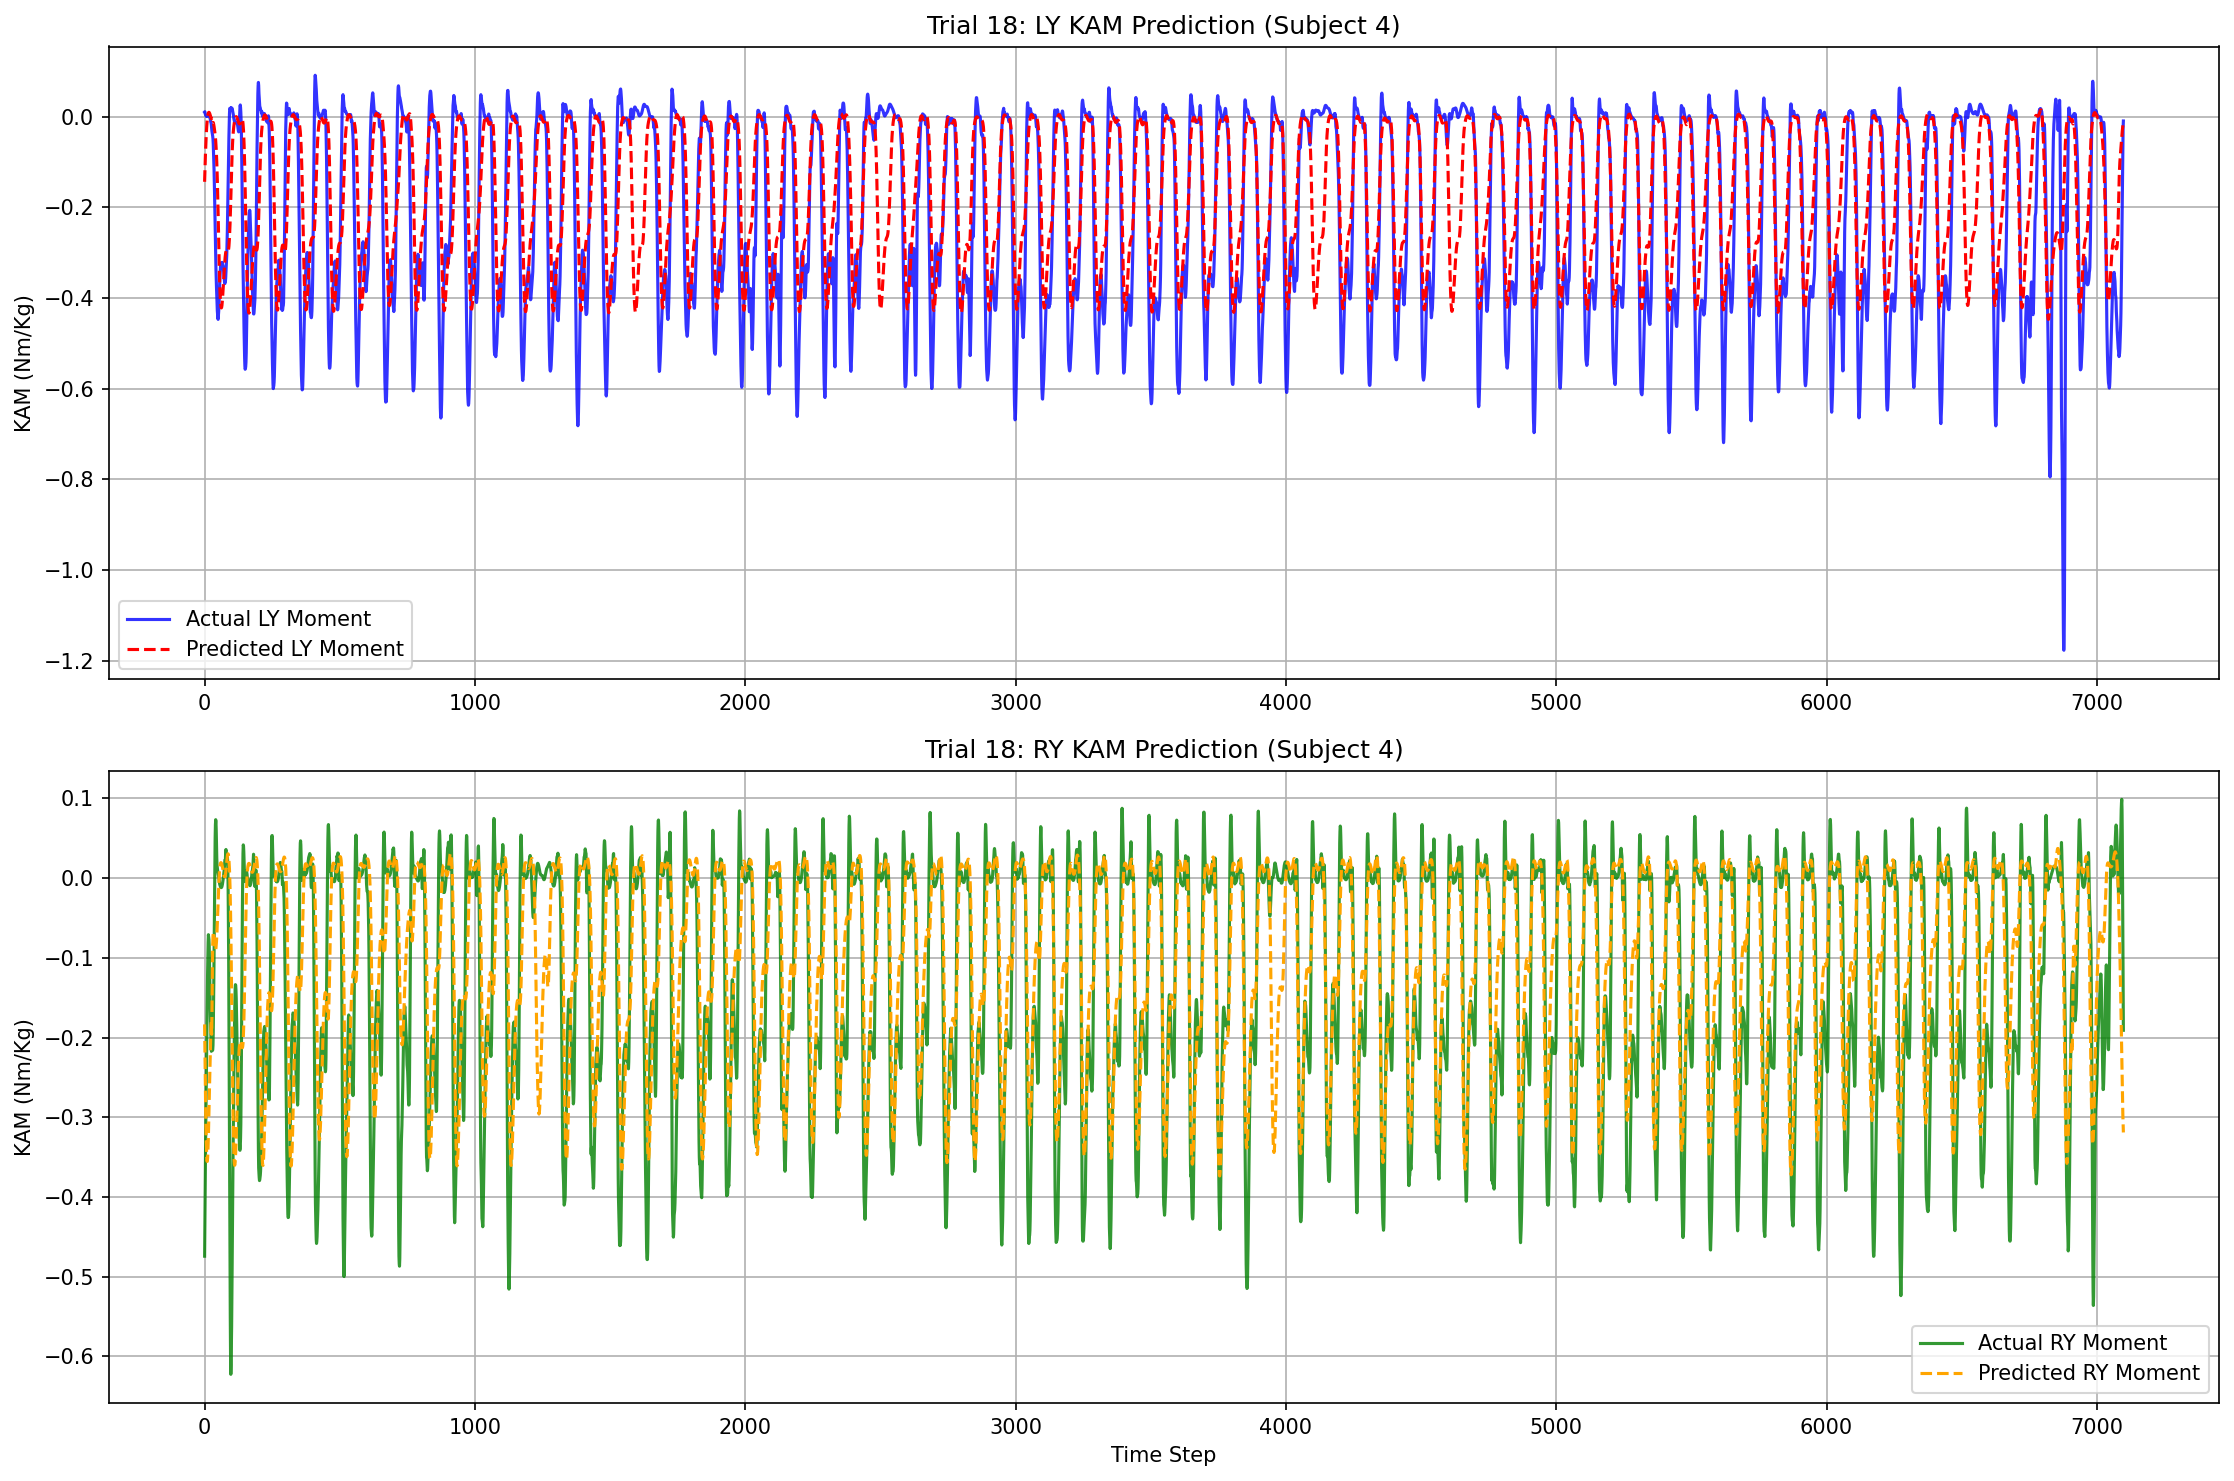 Trial 18: LY KAM Prediction (Subject 4)
KAM (Nm/Kg)
0.0
−0.2
−0.4
−0.6
−0.8
−1.0
−1.2
Actual LY Moment
Predicted LY Moment
0 1000 2000 3000 4000 5000 6000 7000
Trial 18: RY KAM Prediction (Subject 4)
KAM (Nm/Kg)
0.1
0.0
−0.1
−0.2
−0.3
−0.4
−0.5
−0.6
Actual RY Moment
Predicted RY Moment
0 1000 2000 3000 4000 5000 6000 7000
Time Step